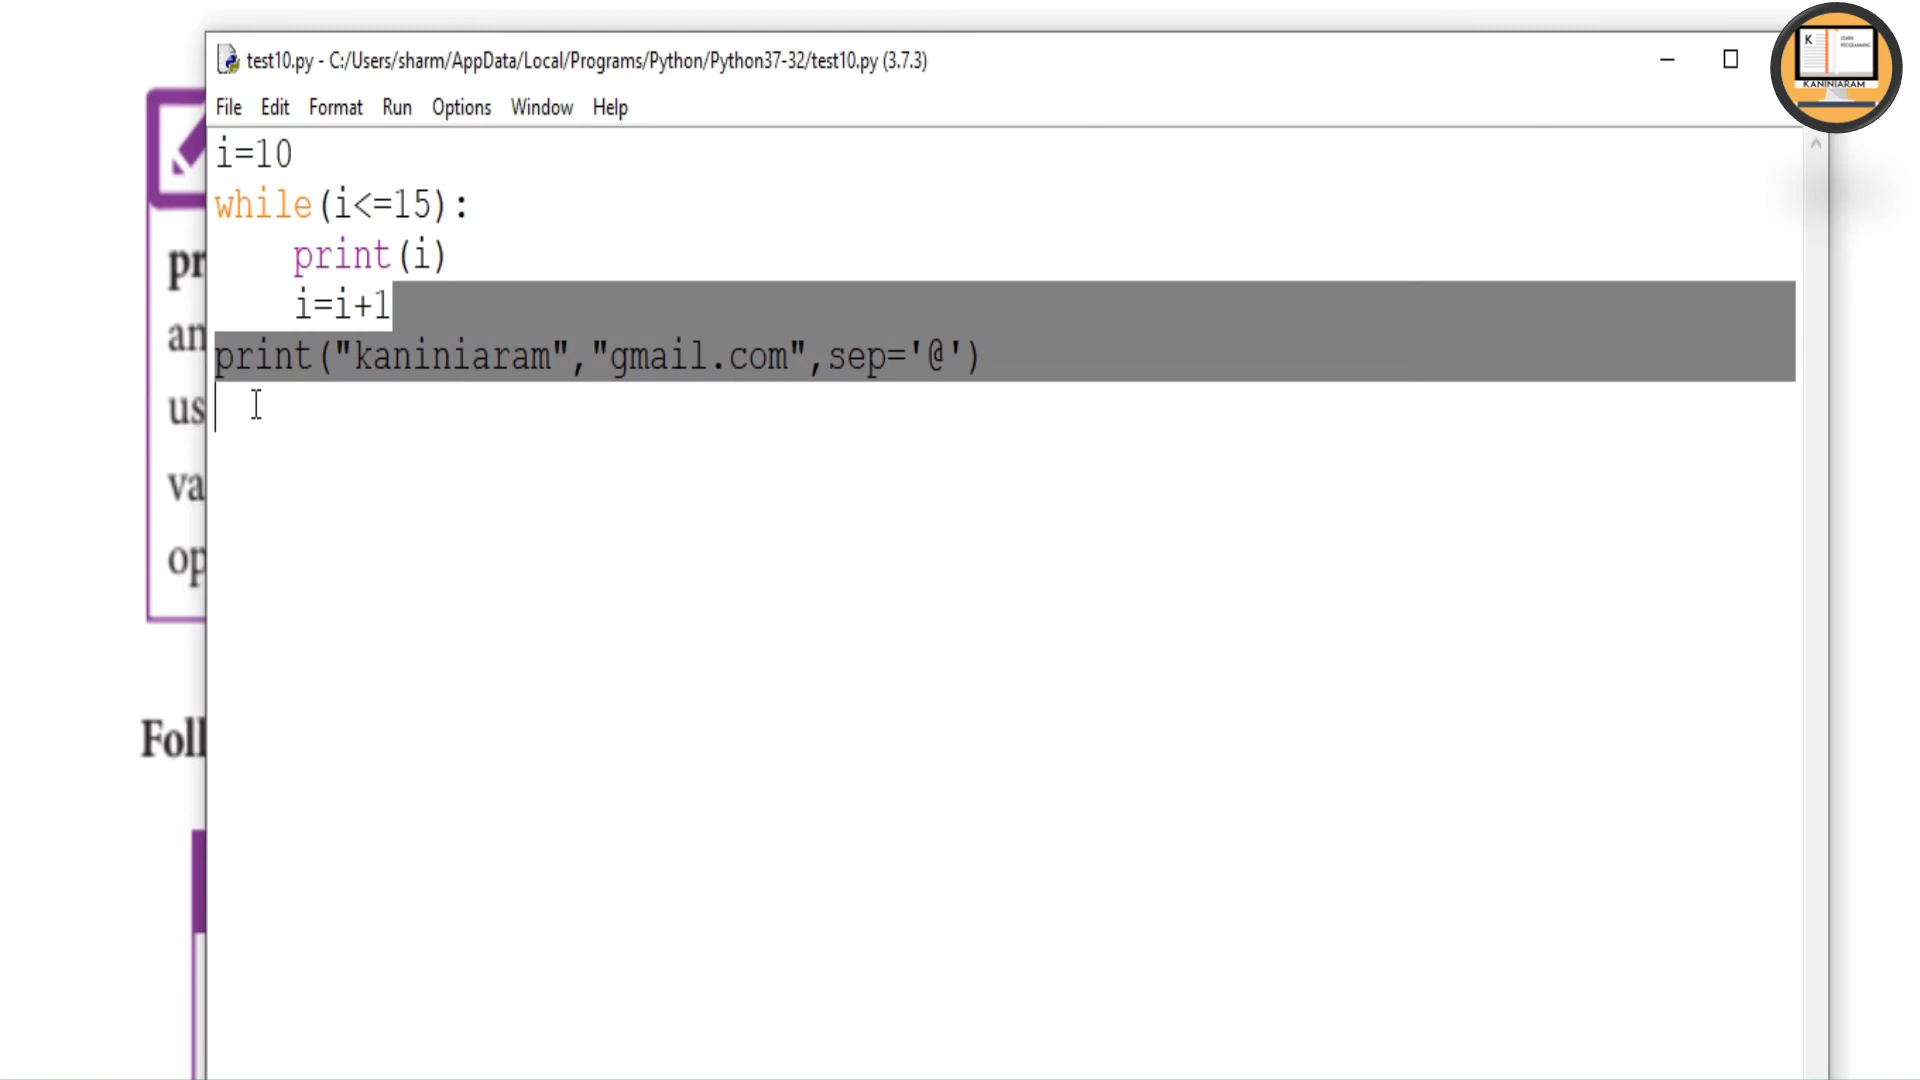 test10.py - C:/Users/sharm/AppData/Local/Programs/Python/Python37-32/test10.py (3.7.3)
K
LEARN PROGRAMMING
KANINIARAM
File Edit Format Run Options Window Help
i=10
while(i<=15):
print(i)
i=i+1
print("kaniniaram","gmail.com",sep='@')
pr
an
us
va
op
Foll